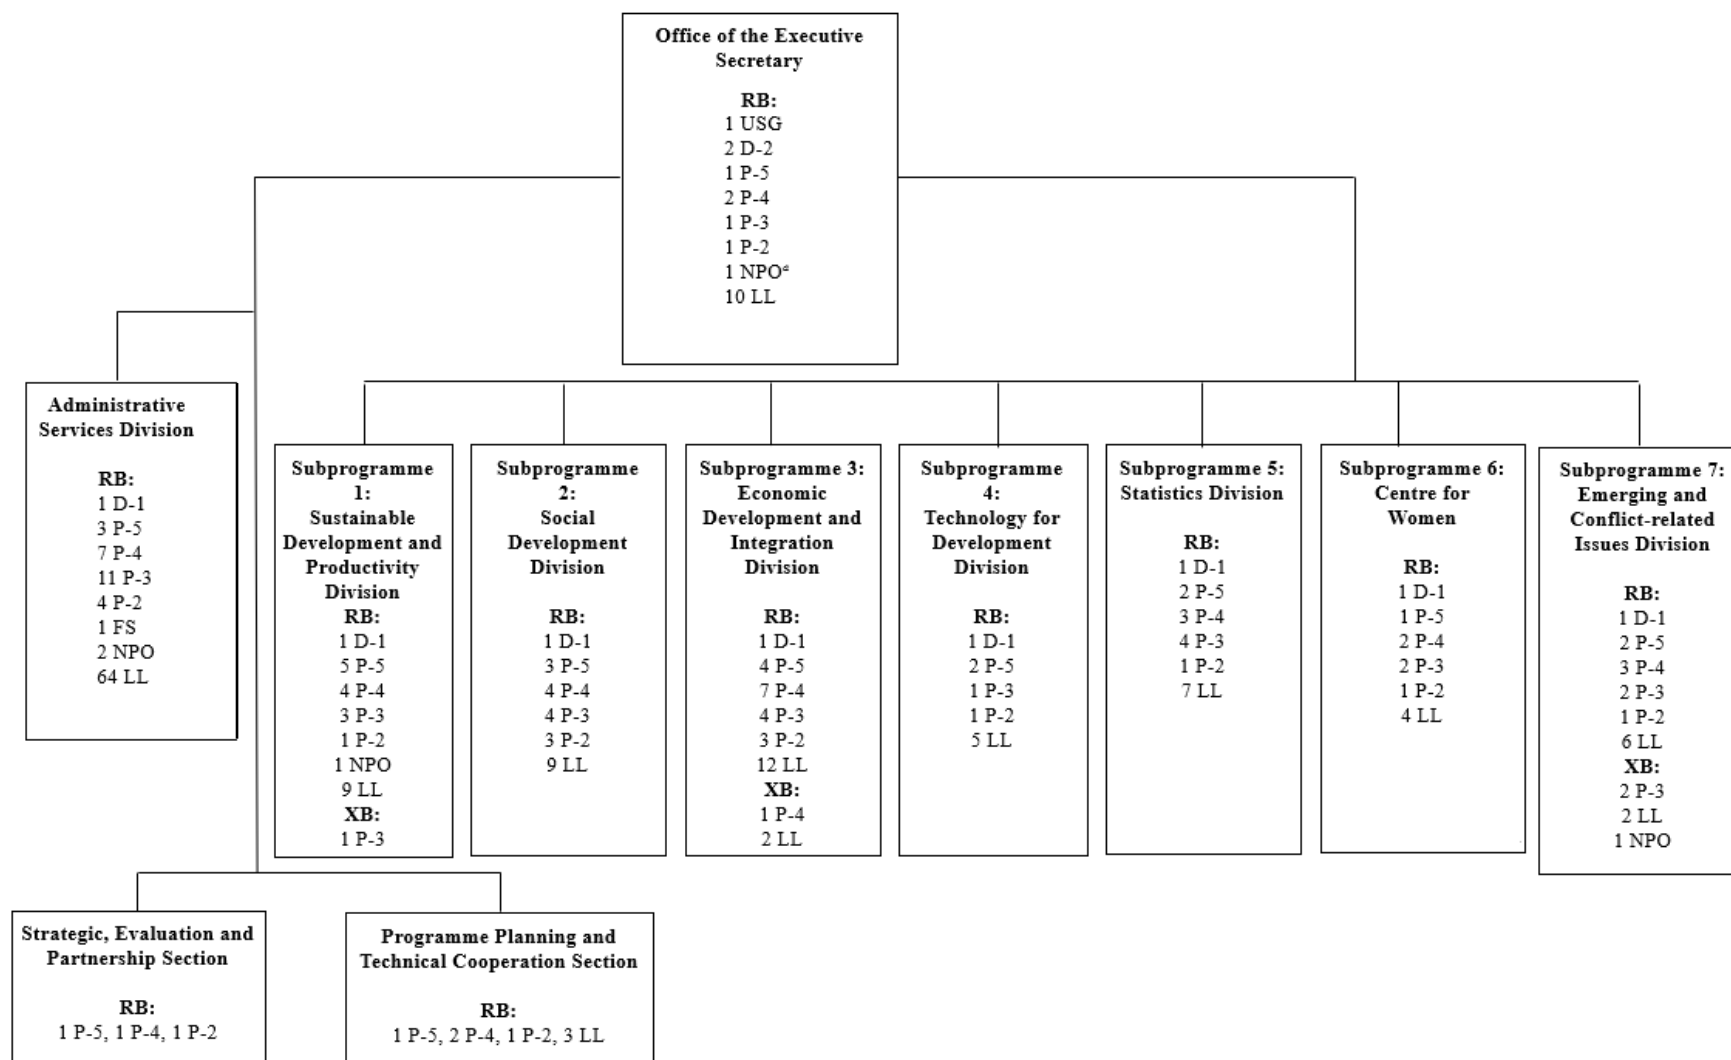 Office of the Executive
Secretary
RB:
1 USG
2 D-2
1 P-5
2 P-4
1 P-3
1 P-2
1 NPOᵃ
10 LL
Administrative
Services Division
RB:
1 D-1
3 P-5
7 P-4
11 P-3
4 P-2
1 FS
2 NPO
64 LL
Subprogramme
1:
Sustainable
Development and
Productivity
Division
RB:
1 D-1
5 P-5
4 P-4
3 P-3
1 P-2
1 NPO
9 LL
XB:
1 P-3
Subprogramme
2:
Social
Development
Division
RB:
1 D-1
3 P-5
4 P-4
4 P-3
3 P-2
9 LL
Subprogramme 3:
Economic
Development and
Integration
Division
RB:
1 D-1
4 P-5
7 P-4
4 P-3
3 P-2
12 LL
XB:
1 P-4
2 LL
Subprogramme
4:
Technology for
Development
Division
RB:
1 D-1
2 P-5
1 P-3
1 P-2
5 LL
Subprogramme 5:
Statistics Division
RB:
1 D-1
2 P-5
3 P-4
4 P-3
1 P-2
7 LL
Subprogramme 6:
Centre for
Women
RB:
1 D-1
1 P-5
2 P-4
2 P-3
1 P-2
4 LL
Subprogramme 7:
Emerging and
Conflict-related
Issues Division
RB:
1 D-1
2 P-5
3 P-4
2 P-3
1 P-2
6 LL
XB:
2 P-3
2 LL
1 NPO
Strategic, Evaluation and
Partnership Section
RB:
1 P-5, 1 P-4, 1 P-2
Programme Planning and
Technical Cooperation Section
RB:
1 P-5, 2 P-4, 1 P-2, 3 LL